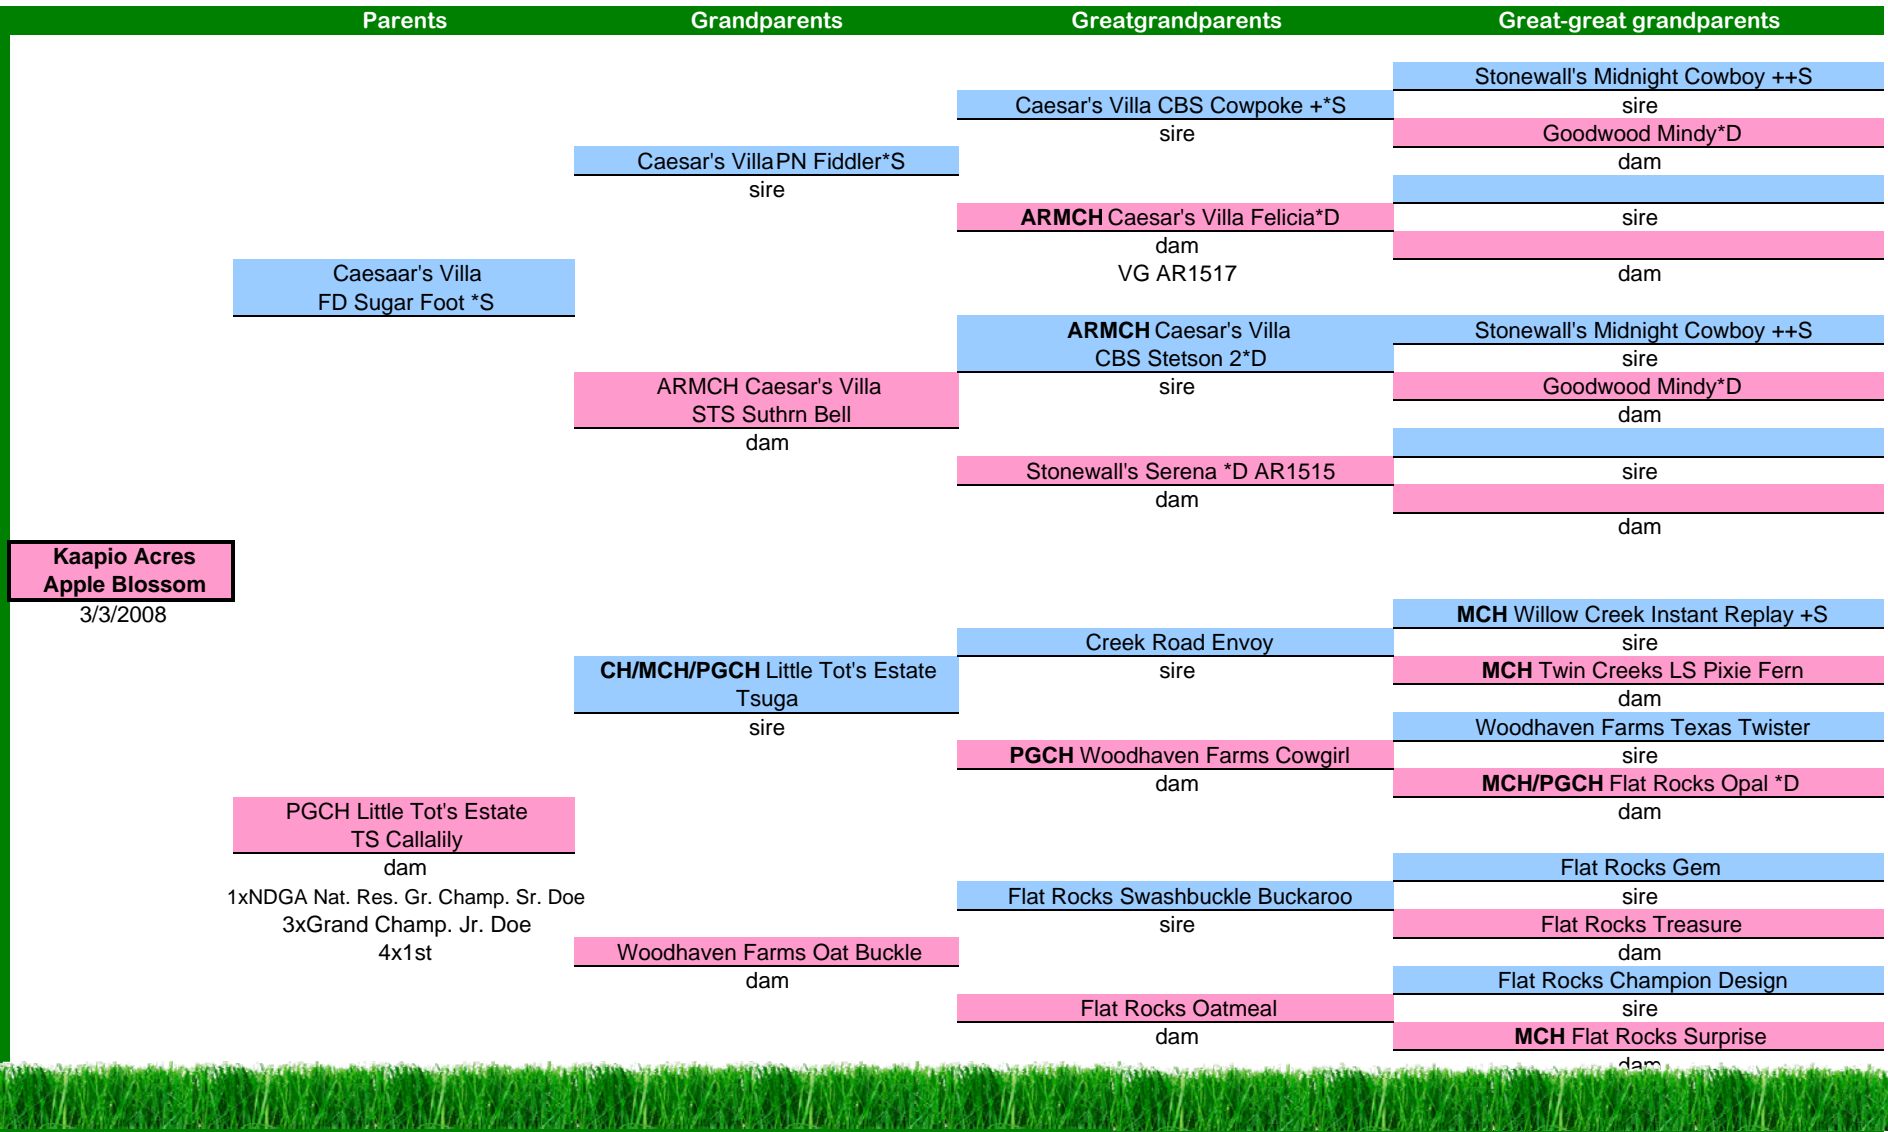 Parents Grandparents Greatgrandparents Great-great grandparents
Stonewall's Midnight Cowboy ++S
Caesar's Villa CBS Cowpoke +*S sire
sire Goodwood Mindy*D
Caesar's Villa PN Fiddler*S dam
sire
ARMCH Caesar's Villa Felicia*D sire
dam
Caesaar's Villa VG AR1517 dam
FD Sugar Foot *S
ARMCH Caesar's Villa Stonewall's Midnight Cowboy ++S
CBS Stetson 2*D sire
ARMCH Caesar's Villa sire Goodwood Mindy*D
STS Suthrn Bell dam
dam
Stonewall's Serena *D AR1515 sire
dam
dam
Kaapio Acres
Apple Blossom
3/3/2008 MCH Willow Creek Instant Replay +S
Creek Road Envoy sire
CH/MCH/PGCH Little Tot's Estate sire MCH Twin Creeks LS Pixie Fern
Tsuga dam
sire Woodhaven Farms Texas Twister
PGCH Woodhaven Farms Cowgirl sire
dam MCH/PGCH Flat Rocks Opal *D
PGCH Little Tot's Estate dam
TS Callalily
dam Flat Rocks Gem
1xNDGA Nat. Res. Gr. Champ. Sr. Doe Flat Rocks Swashbuckle Buckaroo sire
3xGrand Champ. Jr. Doe sire Flat Rocks Treasure
4x1st Woodhaven Farms Oat Buckle dam
dam Flat Rocks Champion Design
Flat Rocks Oatmeal sire
dam MCH Flat Rocks Surprise
dam